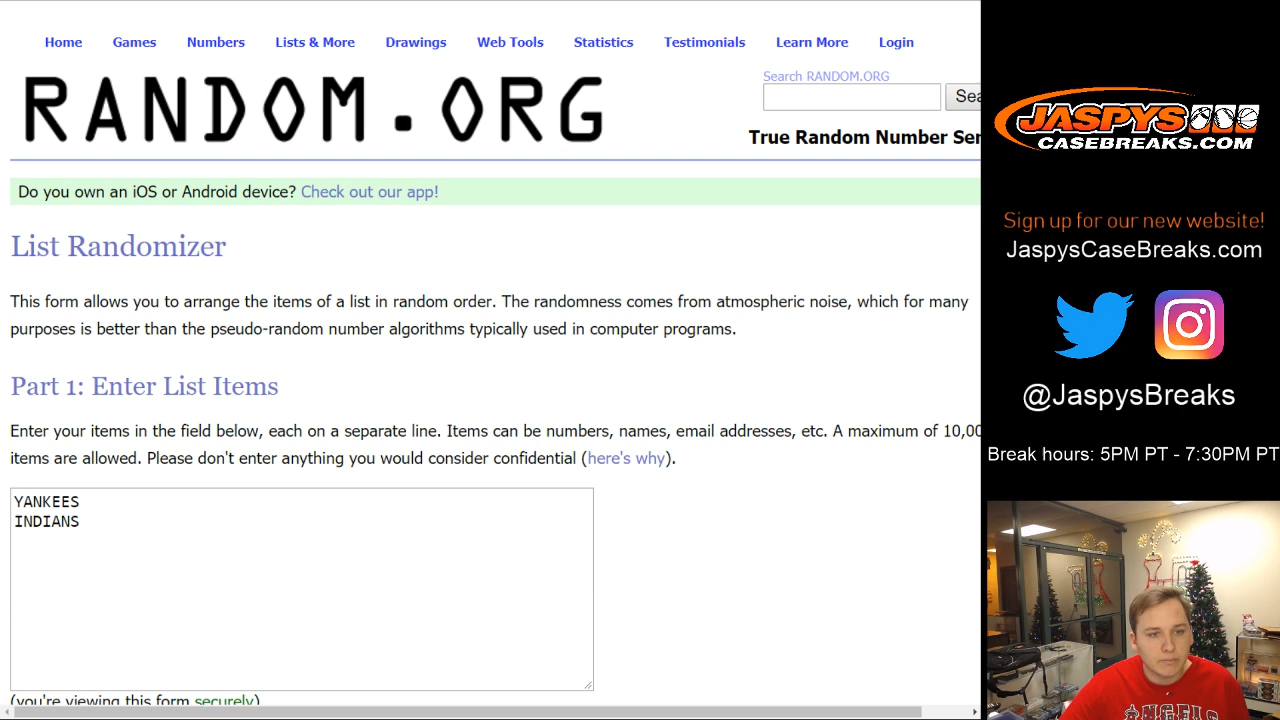 Home Games Numbers Lists & More Drawings Web Tools Statistics Testimonials Learn More Login
RANDOM.ORG
Search RANDOM.ORG
Sea
True Random Number Ser
Do you own an iOS or Android device? Check out our app!
List Randomizer
This form allows you to arrange the items of a list in random order. The randomness comes from atmospheric noise, which for many
purposes is better than the pseudo-random number algorithms typically used in computer programs.
Part 1: Enter List Items
Enter your items in the field below, each on a separate line. Items can be numbers, names, email addresses, etc. A maximum of 10,00
items are allowed. Please don't enter anything you would consider confidential (here's why).
YANKEES
INDIANS
(you're viewing this form securely)
JASPYS
CASEBREAKS.COM
Sign up for our new website!
JaspysCaseBreaks.com
@JaspysBreaks
Break hours: 5PM PT - 7:30PM PT
ANGELS